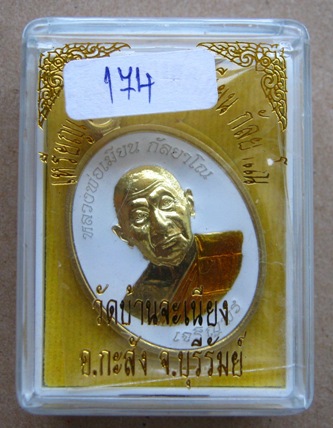 174
หลวงพ่อเมียน กัลยาโณ
วัดบ้านจะเนียง
อ.กะสัง จ.บุรีรัมย์